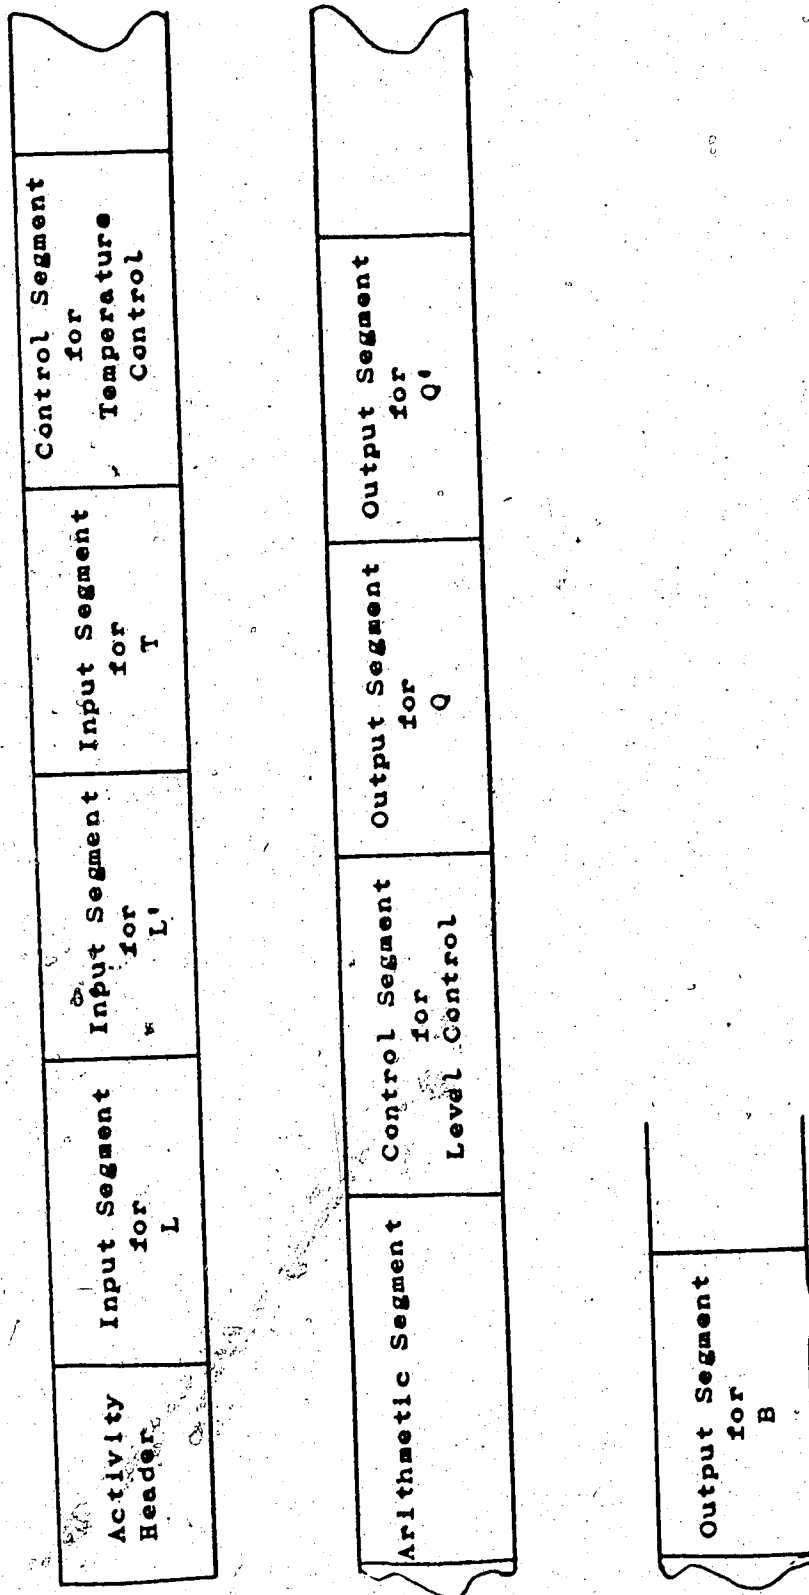 Activity
Header
Input Segment
for
L
Input Segment
for
L'
Input Segment
for
T
Control Segment
for
Temperature
Control
Arithmetic Segment
Control Segment
for
Level Control
Output Segment
for
Q
Output Segment
for
Q'
Output Segment
for
B